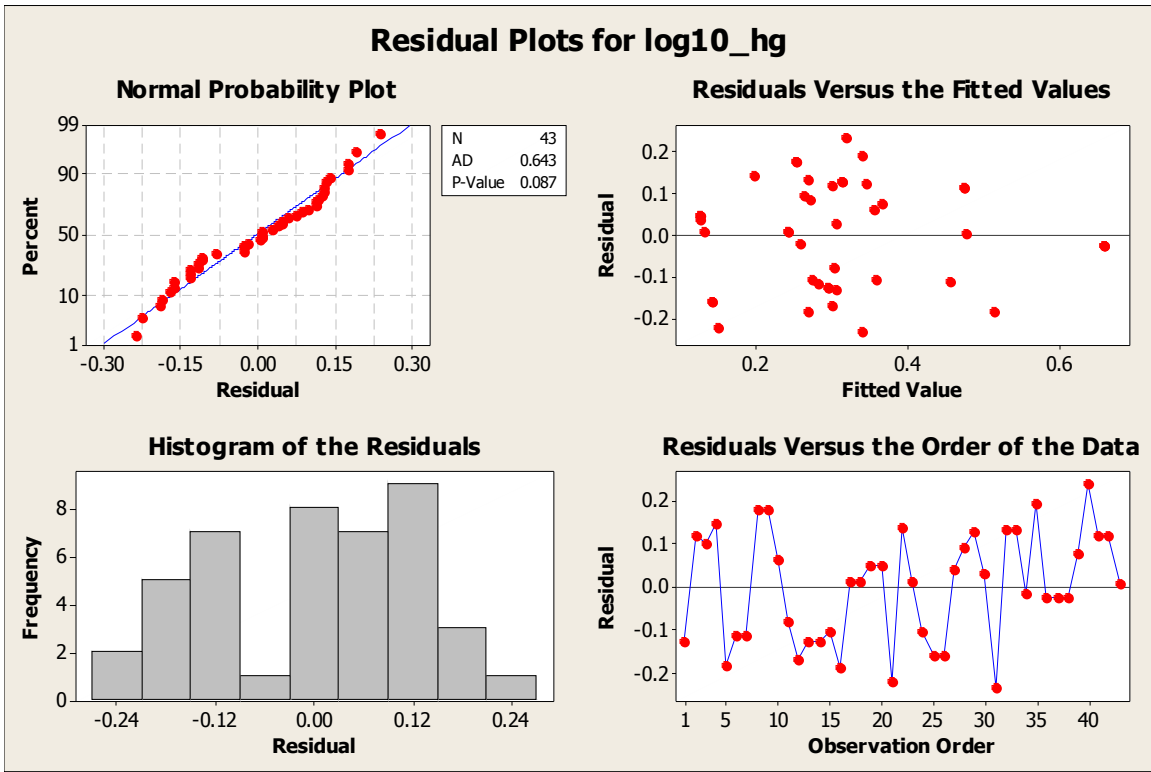 Residual Plots for log10_hg
Normal Probability Plot
Percent
99
90
50
10
1
-0.30 -0.15 0.00 0.15 0.30
Residual
N 43
AD 0.643
P-Value 0.087
Residuals Versus the Fitted Values
Residual
0.2
0.1
0.0
-0.1
-0.2
0.2 0.4 0.6
Fitted Value
Histogram of the Residuals
Frequency
8
6
4
2
0
-0.24 -0.12 0.00 0.12 0.24
Residual
Residuals Versus the Order of the Data
Residual
0.2
0.1
0.0
-0.1
-0.2
1 5 10 15 20 25 30 35 40
Observation Order